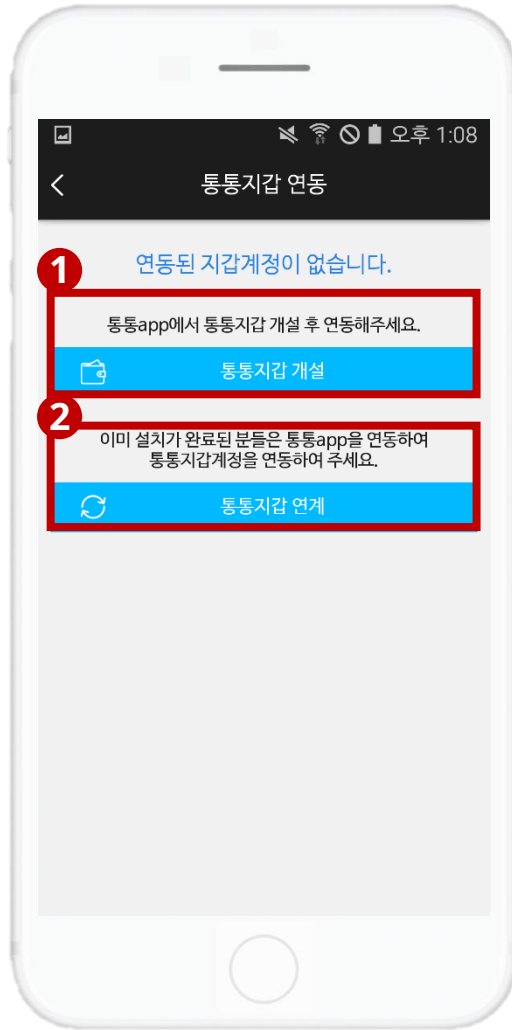 오후 1:08
통통지갑 연동
1
연동된 지갑계정이 없습니다.
통통app에서 통통지갑 개설 후 연동해주세요.
통통지갑 개설
2
이미 설치가 완료된 분들은 통통app을 연동하여
통통지갑계정을 연동하여 주세요.
통통지갑 연계